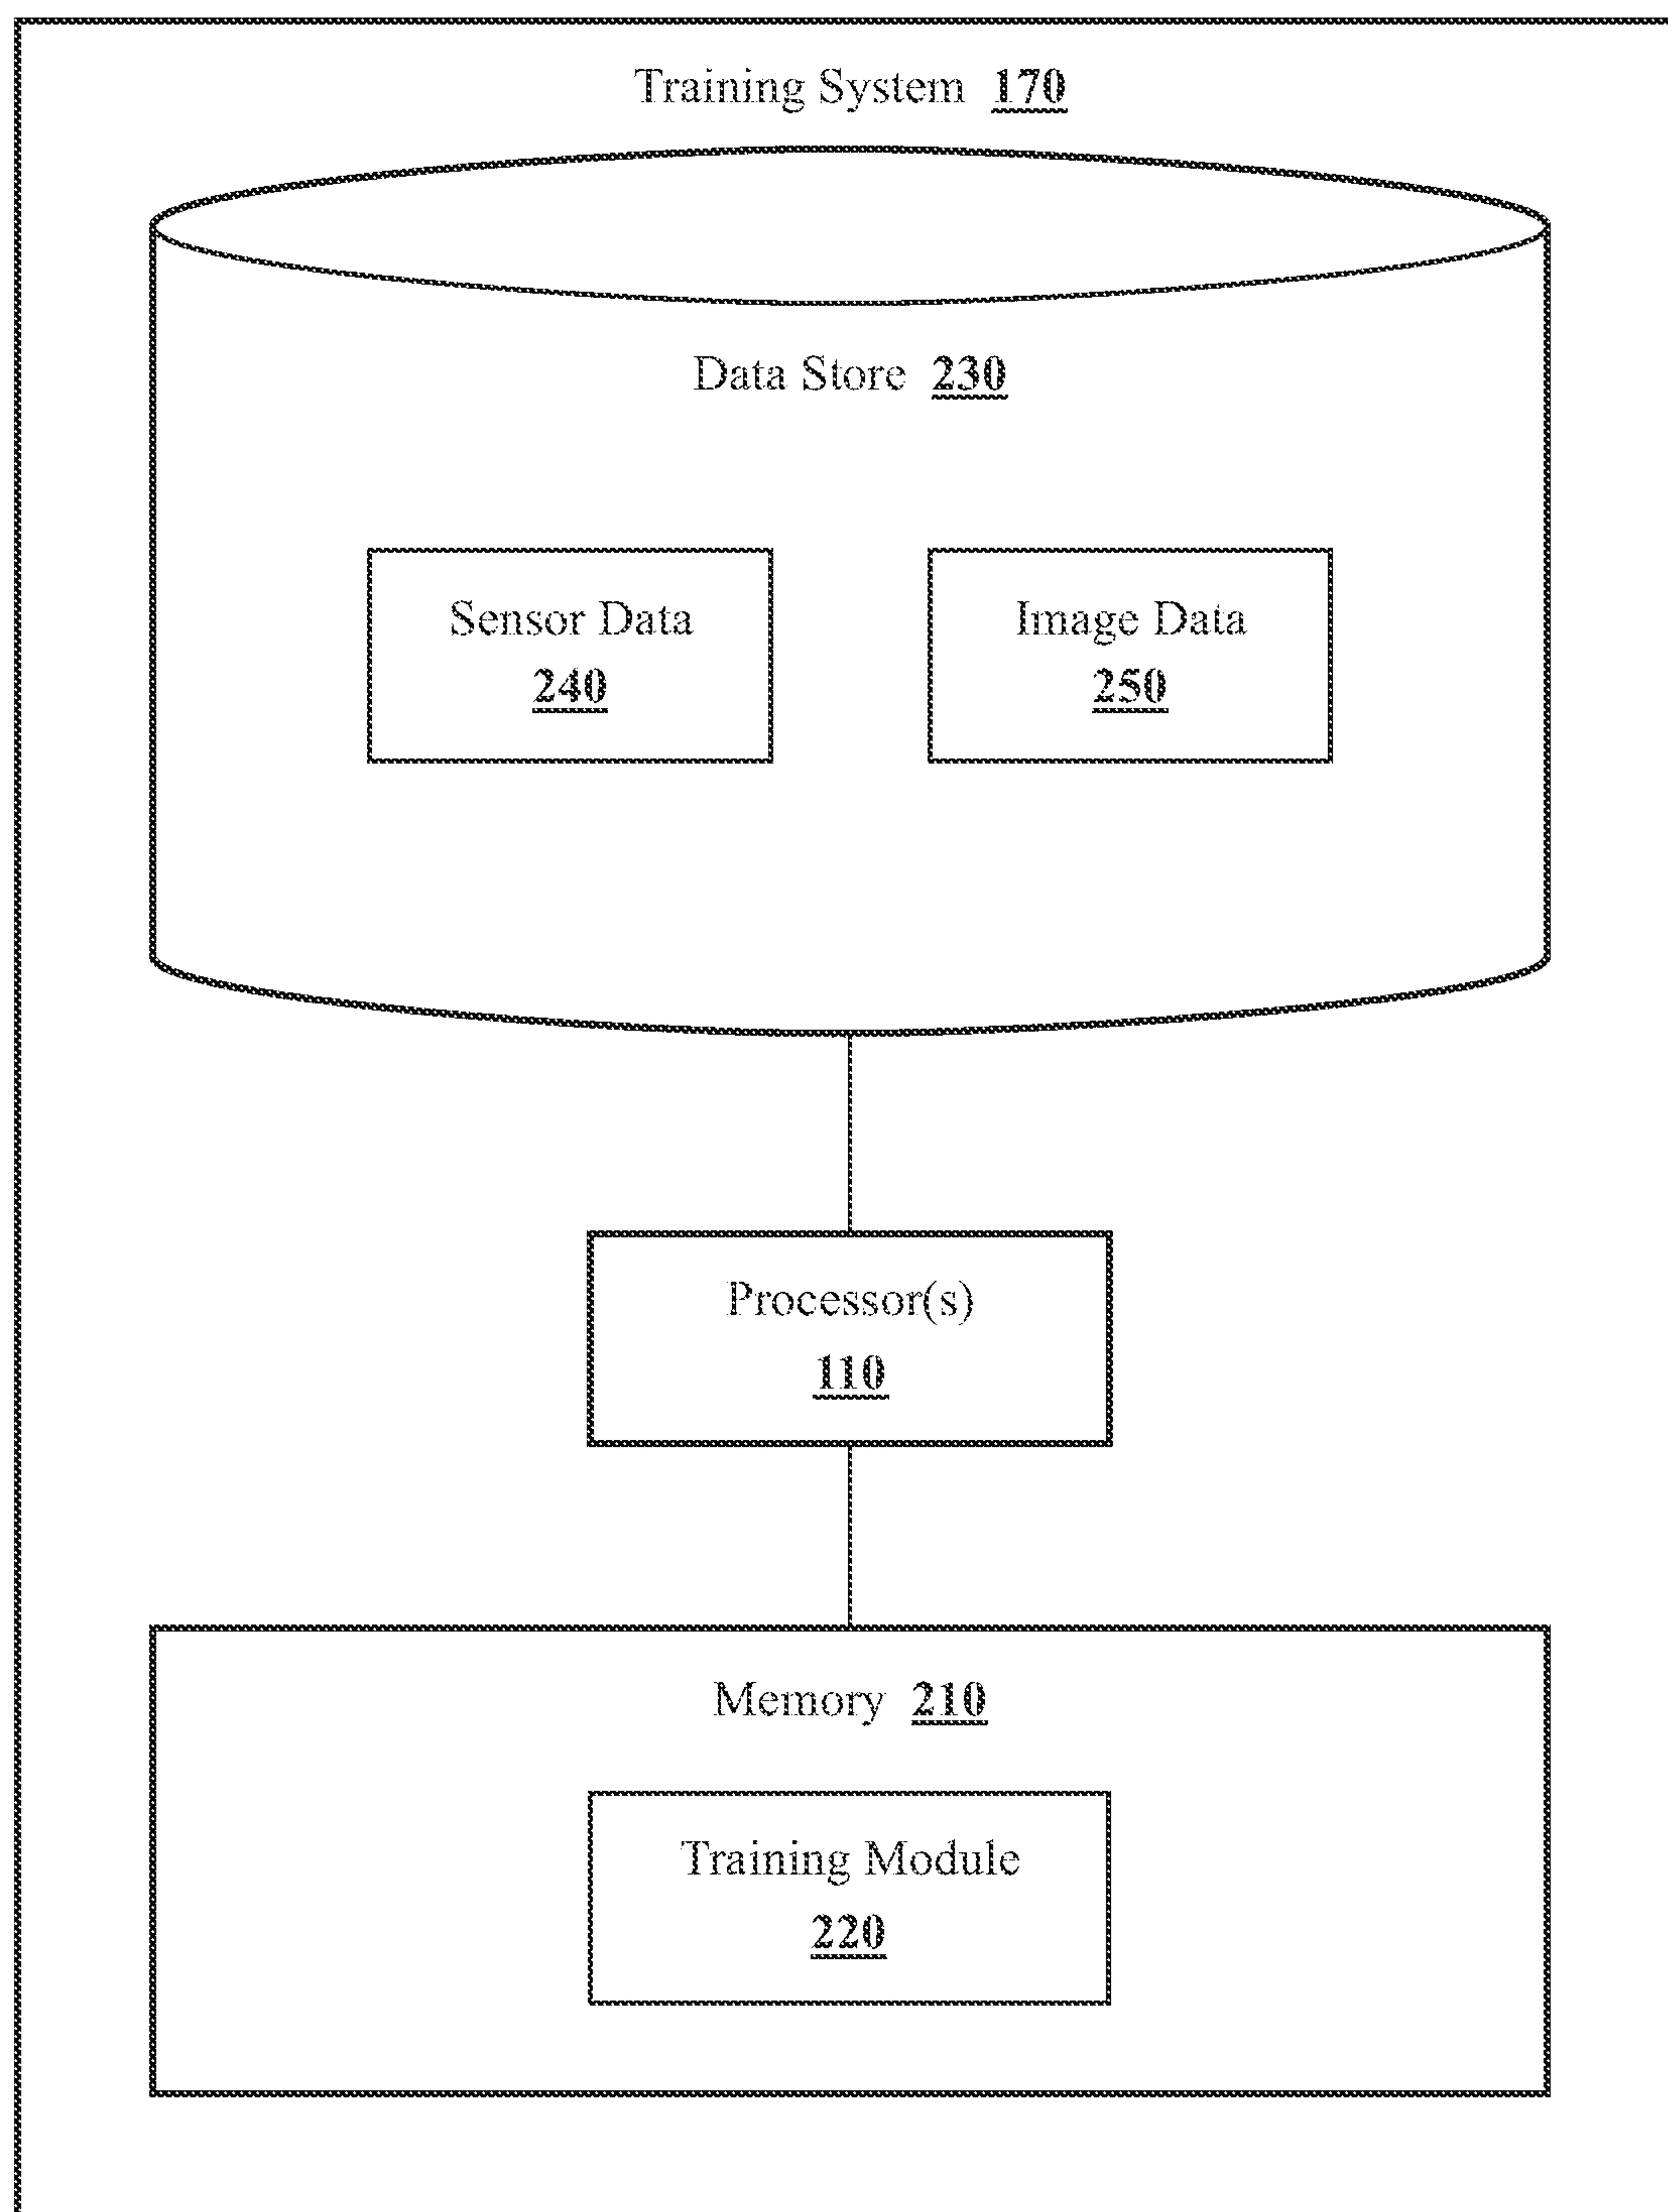 Training System 170
Data Store 230
Sensor Data
240
Image Data
250
Processor(s)
110
Memory 210
Training Module
220